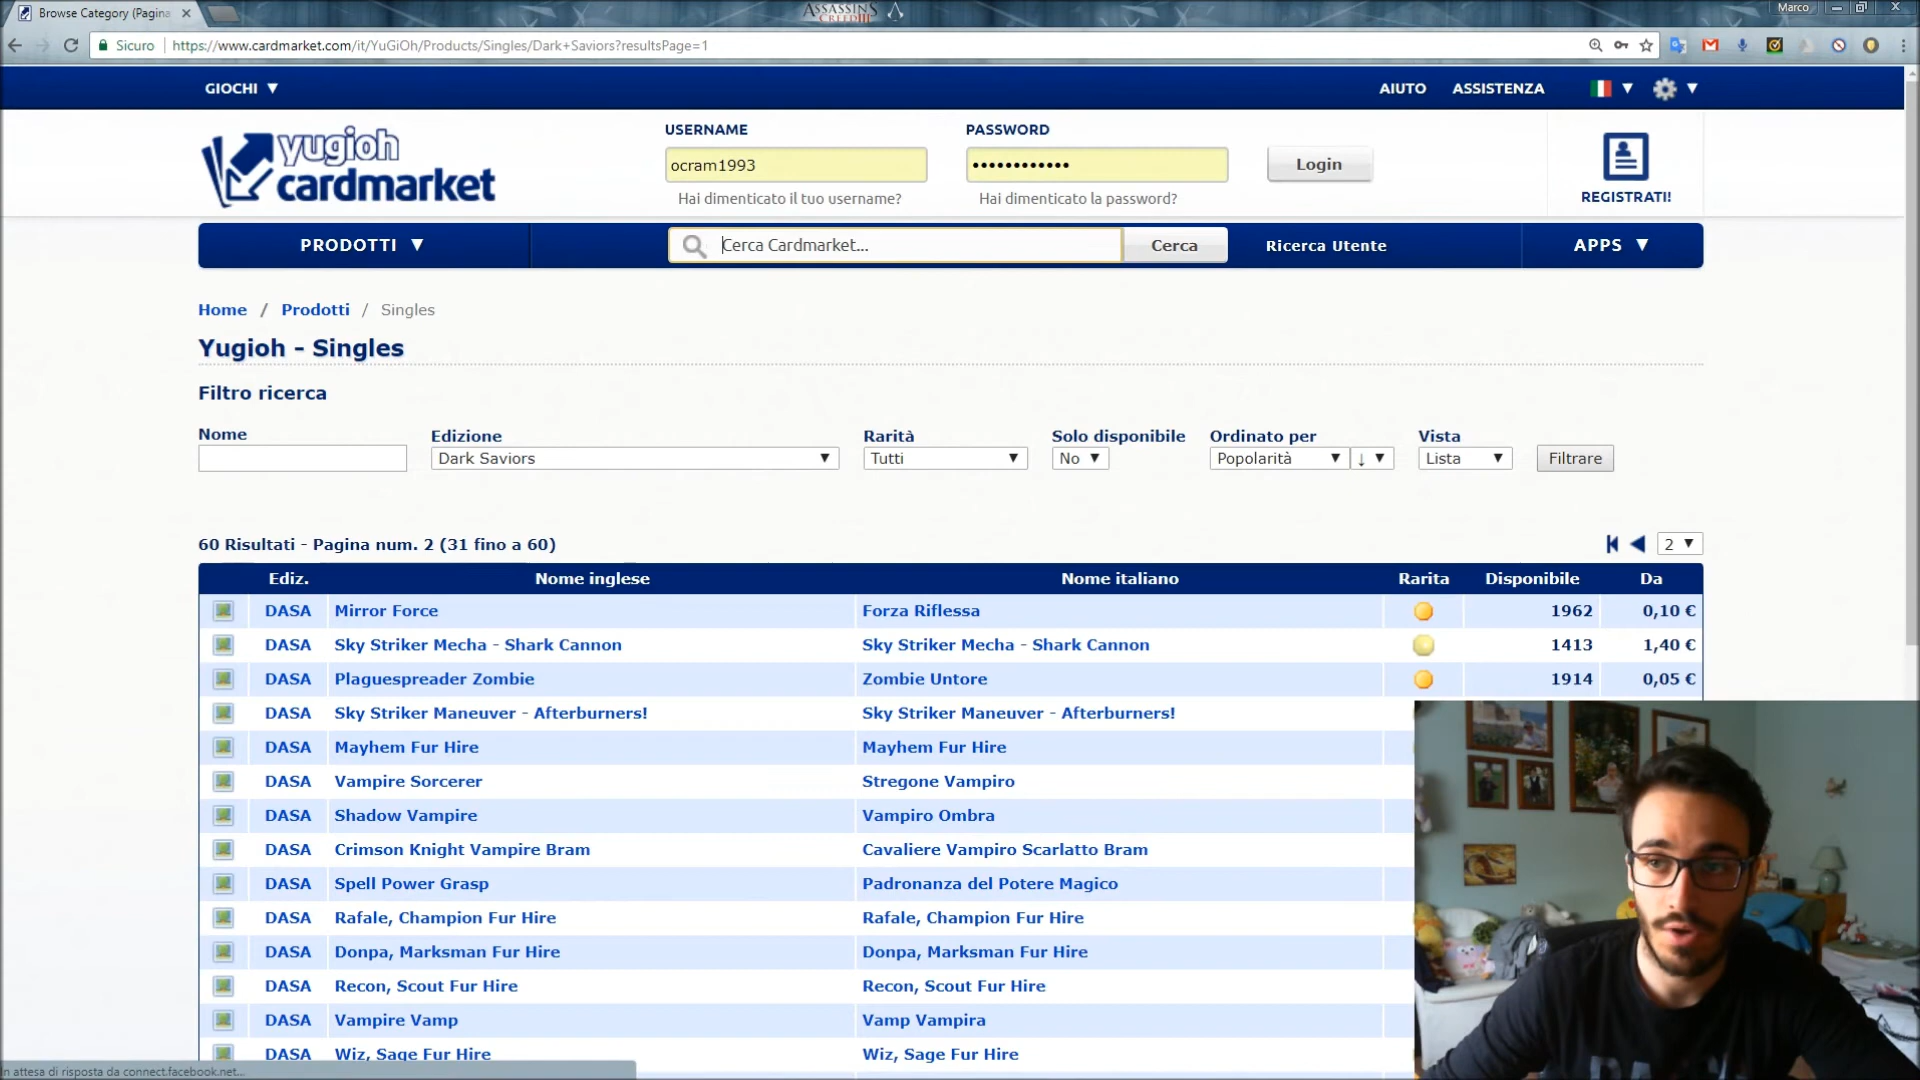 Browse Category (Pagina
ASSASSIN'S
CREED III
Marco
Sicuro
https://www.cardmarket.com/it/YuGiOh/Products/Singles/Dark+Saviors?resultsPage=1
GIOCHI ▼
AIUTO
ASSISTENZA
yugioh
cardmarket
USERNAME
PASSWORD
ocram1993
••••••••••••
Login
Hai dimenticato il tuo username?
Hai dimenticato la password?
REGISTRATI!
PRODOTTI ▼
Cerca Cardmarket...
Cerca
Ricerca Utente
APPS ▼
Home / Prodotti / Singles
Yugioh - Singles
Filtro ricerca
Nome
Edizione
Rarità
Solo disponibile
Ordinato per
Vista
Dark Saviors
Tutti
No
Popolarità
↓
Lista
Filtrare
60 Risultati - Pagina num. 2 (31 fino a 60)
2
Ediz. Nome inglese Nome italiano Rarita Disponibile Da
DASA Mirror Force Forza Riflessa 1962 0,10 €
DASA Sky Striker Mecha - Shark Cannon Sky Striker Mecha - Shark Cannon 1413 1,40 €
DASA Plaguespreader Zombie Zombie Untore 1914 0,05 €
DASA Sky Striker Maneuver - Afterburners! Sky Striker Maneuver - Afterburners!
DASA Mayhem Fur Hire Mayhem Fur Hire
DASA Vampire Sorcerer Stregone Vampiro
DASA Shadow Vampire Vampiro Ombra
DASA Crimson Knight Vampire Bram Cavaliere Vampiro Scarlatto Bram
DASA Spell Power Grasp Padronanza del Potere Magico
DASA Rafale, Champion Fur Hire Rafale, Champion Fur Hire
DASA Donpa, Marksman Fur Hire Donpa, Marksman Fur Hire
DASA Recon, Scout Fur Hire Recon, Scout Fur Hire
DASA Vampire Vamp Vamp Vampira
DASA Wiz, Sage Fur Hire Wiz, Sage Fur Hire
In attesa di risposta da connect.facebook.net...